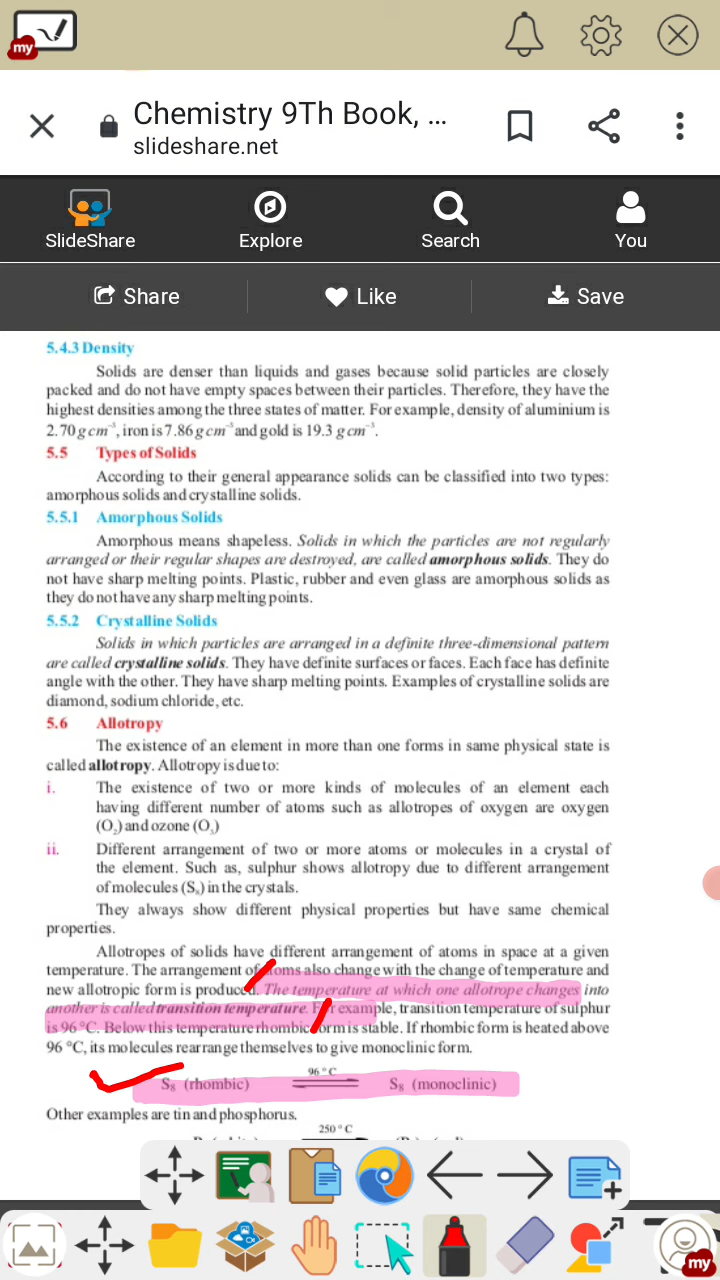 my
Chemistry 9Th Book, ...
slideshare.net
SlideShare
Explore
Search
You
Share
Like
Save
5.4.3 Density
Solids are denser than liquids and gases because solid particles are closely
packed and do not have empty spaces between their particles. Therefore, they have the
highest densities among the three states of matter. For example, density of aluminium is
2.70 g cm⁻³, iron is 7.86 g cm⁻³ and gold is 19.3 g cm⁻³.
5.5 Types of Solids
According to their general appearance solids can be classified into two types:
amorphous solids and crystalline solids.
5.5.1 Amorphous Solids
Amorphous means shapeless. Solids in which the particles are not regularly
arranged or their regular shapes are destroyed, are called amorphous solids. They do
not have sharp melting points. Plastic, rubber and even glass are amorphous solids as
they do not have any sharp melting points.
5.5.2 Crystalline Solids
Solids in which particles are arranged in a definite three-dimensional pattern
are called crystalline solids. They have definite surfaces or faces. Each face has definite
angle with the other. They have sharp melting points. Examples of crystalline solids are
diamond, sodium chloride, etc.
5.6 Allotropy
The existence of an element in more than one forms in same physical state is
called allotropy. Allotropy is due to:
i. The existence of two or more kinds of molecules of an element each
having different number of atoms such as allotropes of oxygen are oxygen
(O₂) and ozone (O₃)
ii. Different arrangement of two or more atoms or molecules in a crystal of
the element. Such as, sulphur shows allotropy due to different arrangement
of molecules (S₈) in the crystals.
They always show different physical properties but have same chemical
properties.
Allotropes of solids have different arrangement of atoms in space at a given
temperature. The arrangement of atoms also change with the change of temperature and
new allotropic form is produced. The temperature at which one allotrope changes into
another is called transition temperature. For example, transition temperature of sulphur
is 96 °C. Below this temperature rhombic form is stable. If rhombic form is heated above
96 °C, its molecules rearrange themselves to give monoclinic form.
96 °C
S₈ (rhombic) S₈ (monoclinic)
Other examples are tin and phosphorus.
250 °C
my